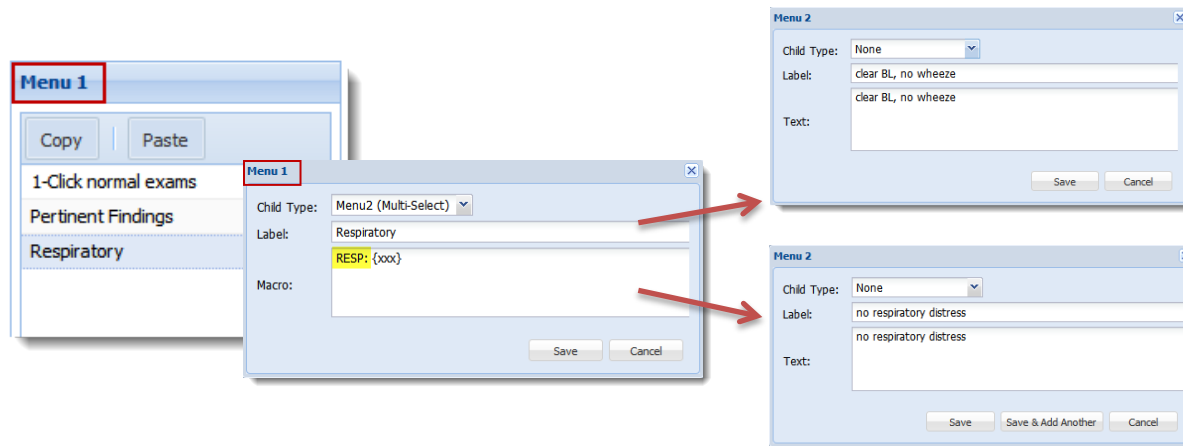 Menu 1
Copy Paste
1-Click normal exams
Pertinent Findings
Respiratory
Menu 1
Child Type: Menu2 (Multi-Select)
Label: Respiratory
RESP: {xxx}
Macro:
Save Cancel
Menu 2
Child Type: None
Label: clear BL, no wheeze
clear BL, no wheeze
Text:
Save Cancel
Menu 2
Child Type: None
Label: no respiratory distress
no respiratory distress
Text:
Save Save & Add Another Cancel